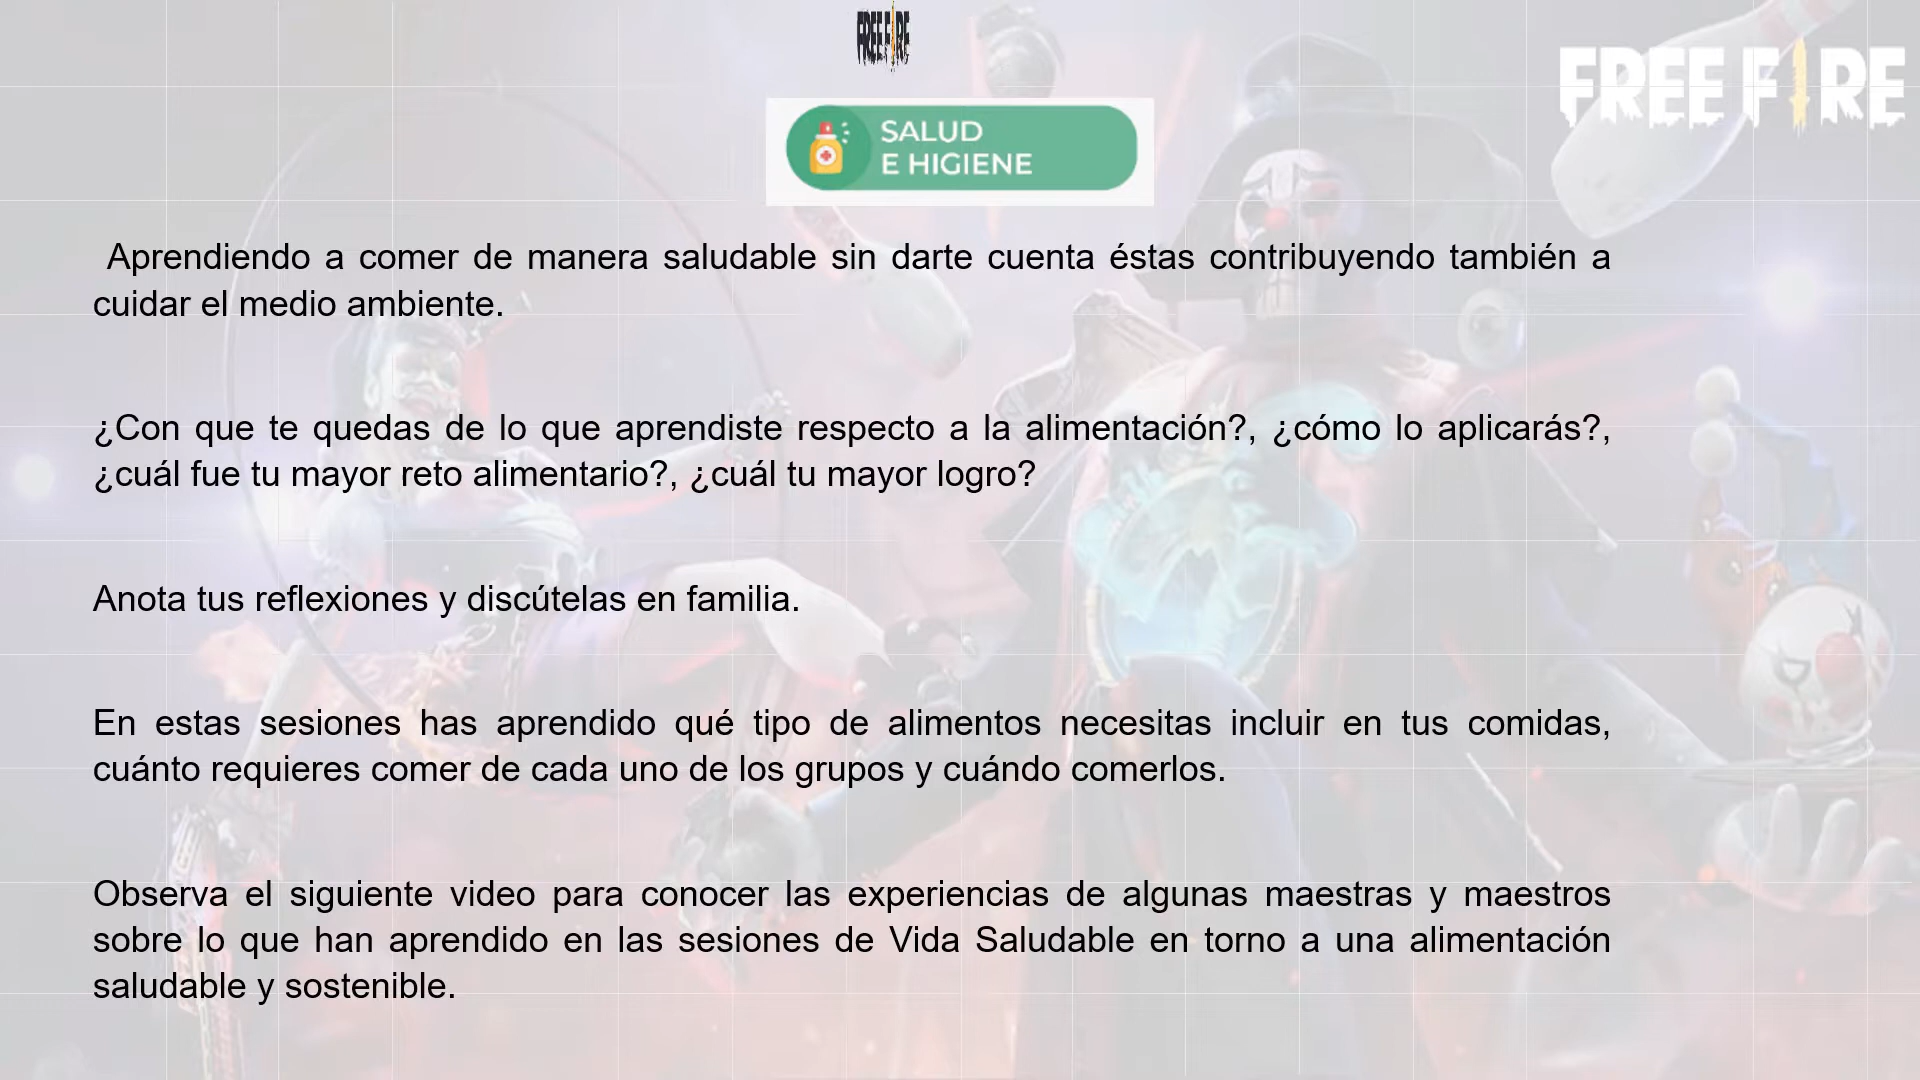 FREE FIRE
FREE FIRE
SALUD
E HIGIENE
Aprendiendo a comer de manera saludable sin darte cuenta éstas contribuyendo también a
cuidar el medio ambiente.
¿Con que te quedas de lo que aprendiste respecto a la alimentación?, ¿cómo lo aplicarás?,
¿cuál fue tu mayor reto alimentario?, ¿cuál tu mayor logro?
Anota tus reflexiones y discútelas en familia.
En estas sesiones has aprendido qué tipo de alimentos necesitas incluir en tus comidas,
cuánto requieres comer de cada uno de los grupos y cuándo comerlos.
Observa el siguiente video para conocer las experiencias de algunas maestras y maestros
sobre lo que han aprendido en las sesiones de Vida Saludable en torno a una alimentación
saludable y sostenible.